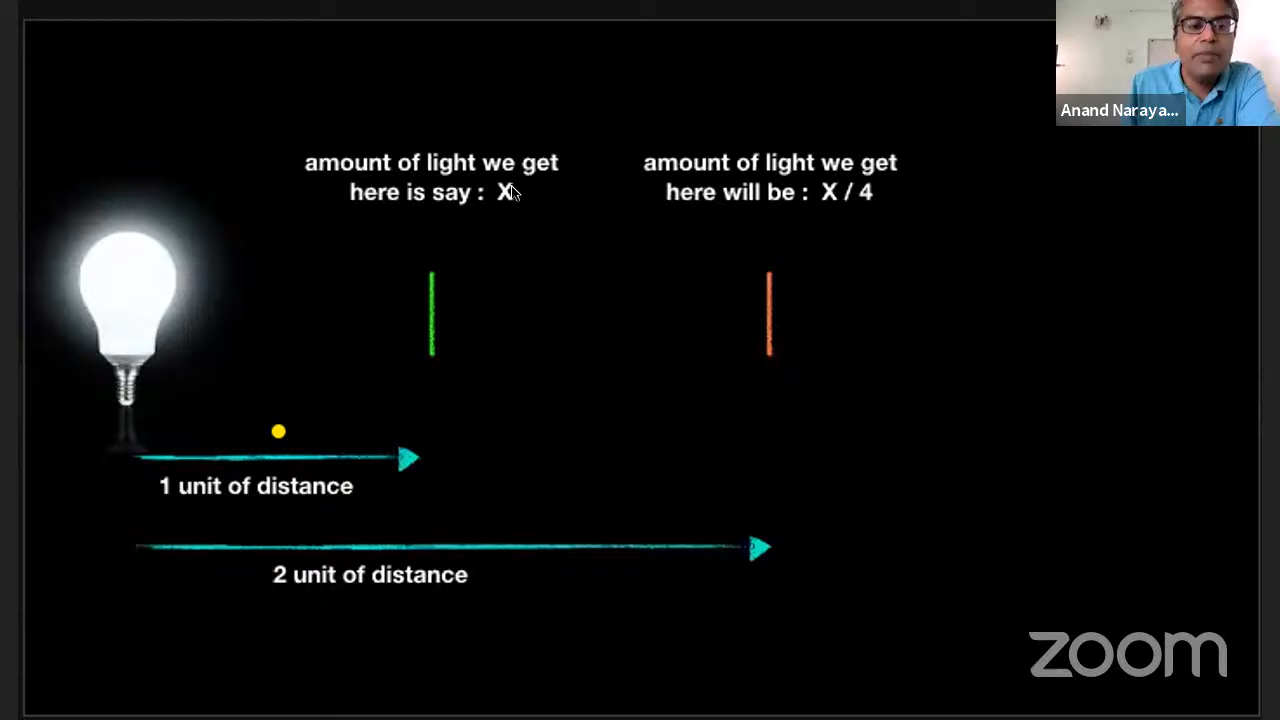 Anand Naraya...
amount of light we get
here is say : X
amount of light we get
here will be : X / 4
1 unit of distance
2 unit of distance
zoom